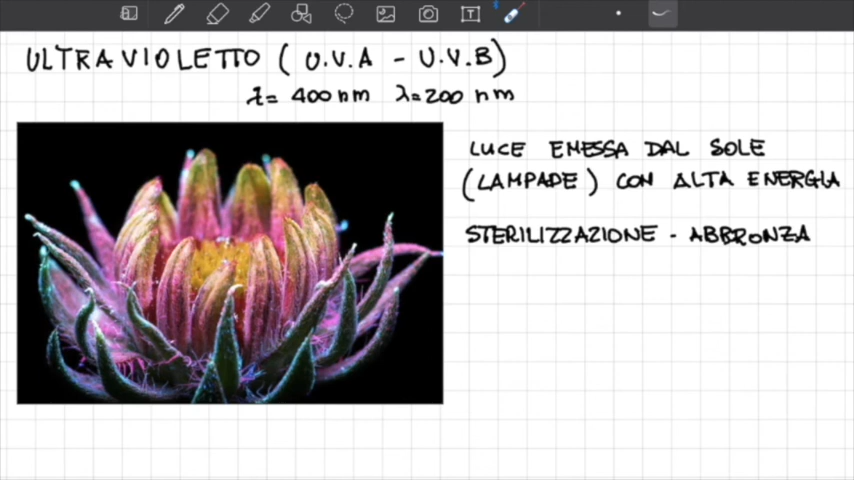 ULTRAVIOLETTO ( U.V.A - U.V.B )
λ= 400 nm λ=200 nm
LUCE EMESSA DAL SOLE
(LAMPADE) CON ALTA ENERGIA
STERILIZZAZIONE - ABBRONZA